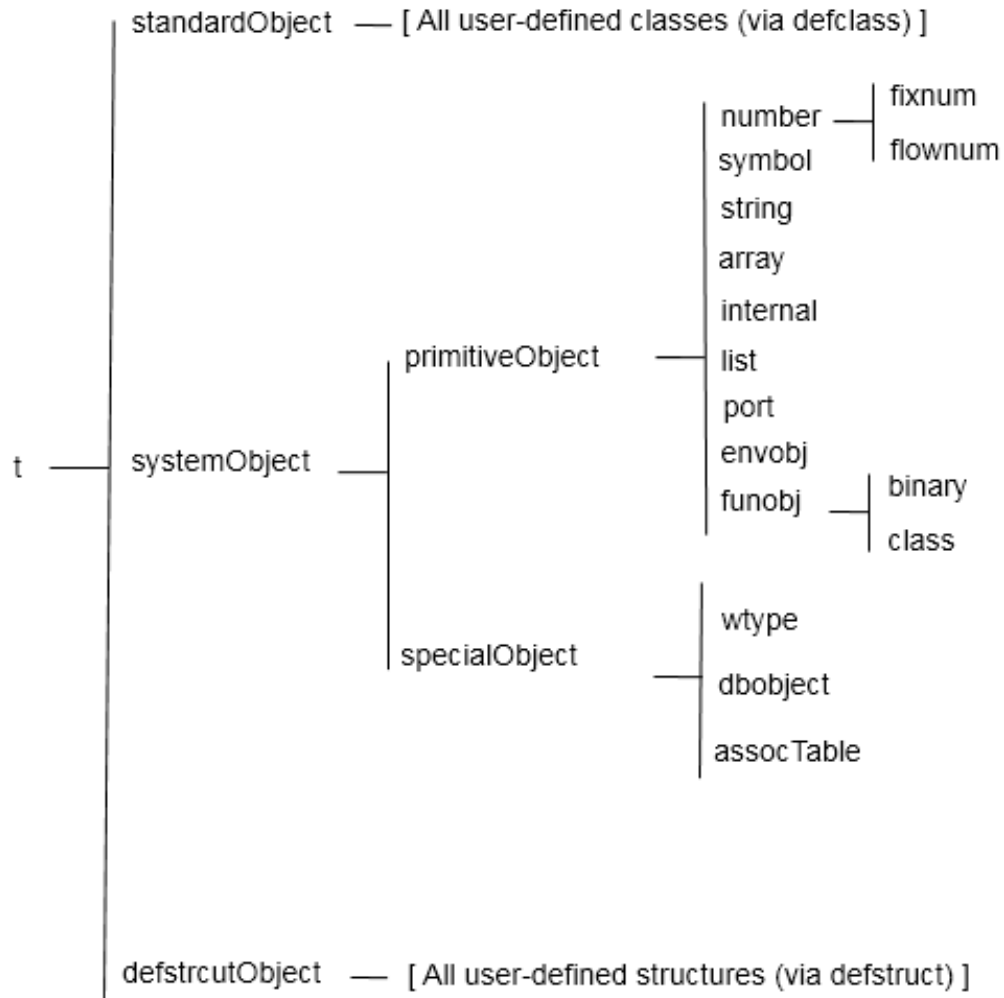 standardObject — [ All user-defined classes (via defclass) ]
number
fixnum
flownum
symbol
string
array
internal
list
port
envobj
funobj
binary
class
primitiveObject
t
systemObject
specialObject
wtype
dbobject
assocTable
defstrcutObject — [ All user-defined structures (via defstruct) ]